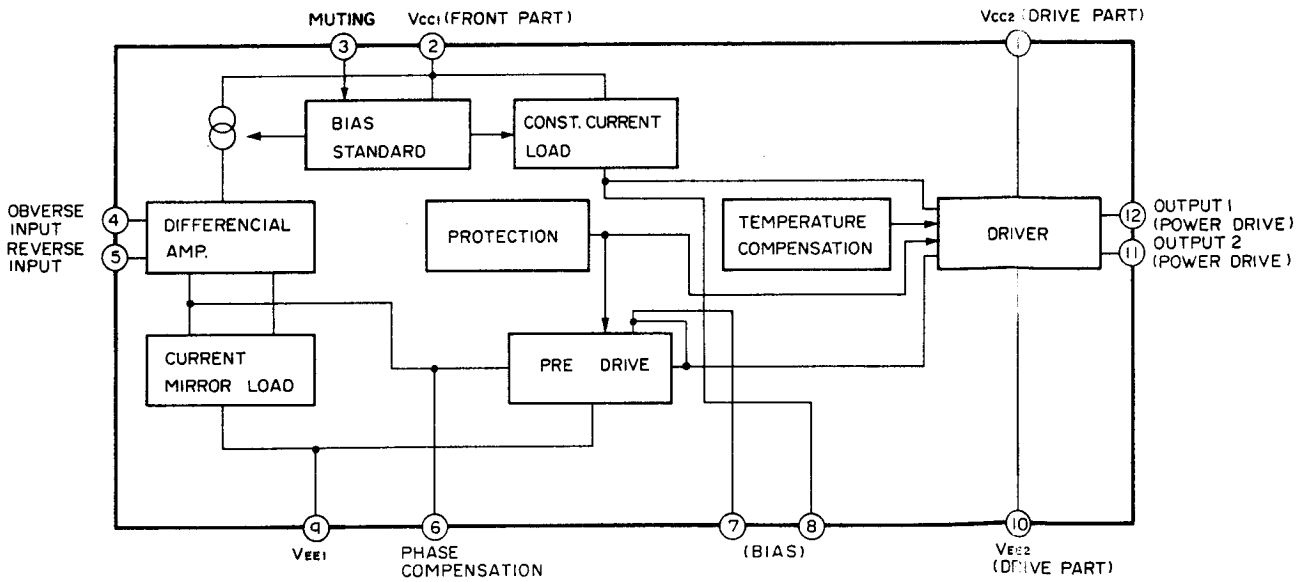 MUTING
Vcc1 (FRONT PART)
Vcc2 (DRIVE PART)
3
2
1
BIAS
STANDARD
CONST. CURRENT
LOAD
OBVERSE
INPUT
4
REVERSE
INPUT
5
DIFFERENCIAL
AMP.
PROTECTION
TEMPERATURE
COMPENSATION
DRIVER
12
OUTPUT 1
(POWER DRIVE)
11
OUTPUT 2
(POWER DRIVE)
CURRENT
MIRROR LOAD
PRE DRIVE
9
6
7
8
10
VEE1
PHASE
COMPENSATION
(BIAS)
VEE2
(DRIVE PART)